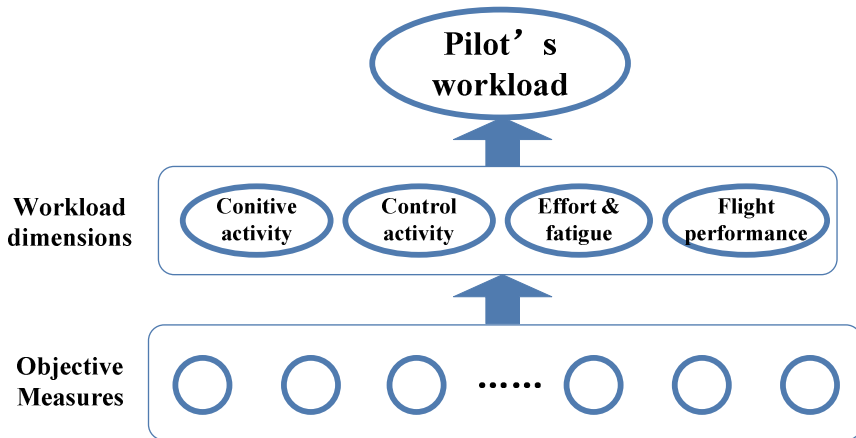 Pilot’ s
workload
Workload
dimensions
Conitive
activity
Control
activity
Effort &
fatigue
Flight
performance
Objective
Measures
······